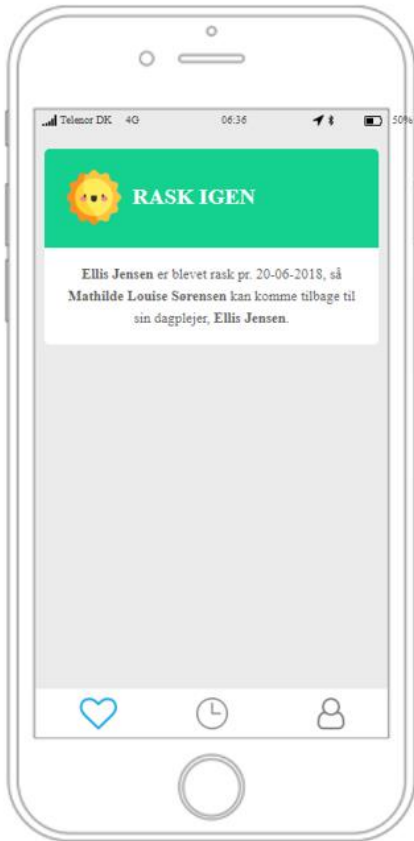 Telenor DK 4G 06:36 50%
RASK IGEN
Ellis Jensen er blevet rask pr. 20-06-2018, så
Mathilde Louise Sørensen kan komme tilbage til
sin dagplejer, Ellis Jensen.